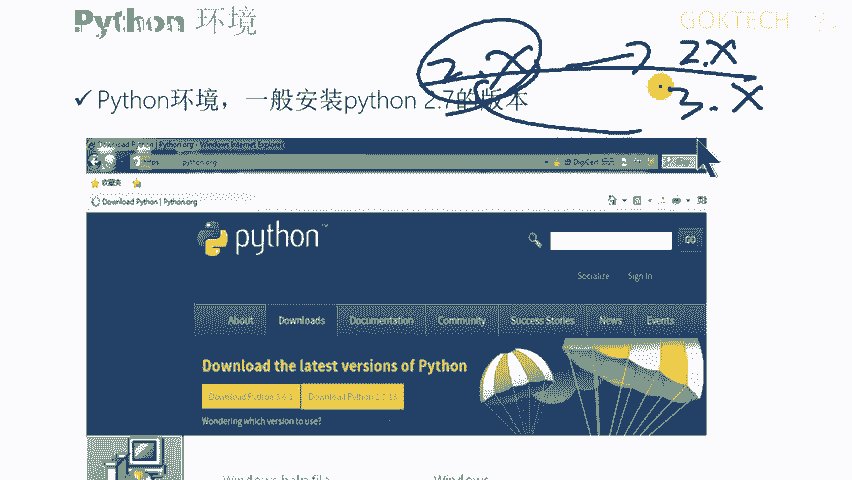 Python 环境
GOKTECH
2.X → 2.X
3.X
✓ Python环境，一般安装python 2.7的版本
Download Python | Python.org - Windows Internet Explorer
python.org
DigiCert
收藏夹
Download Python | Python.org
python
GO
Socialize Sign In
About Downloads Documentation Community Success Stories News Events
Download the latest versions of Python
Download Python 3.6.1 Download Python 2.7.13
Wondering which version to use?
Windows help file Windows